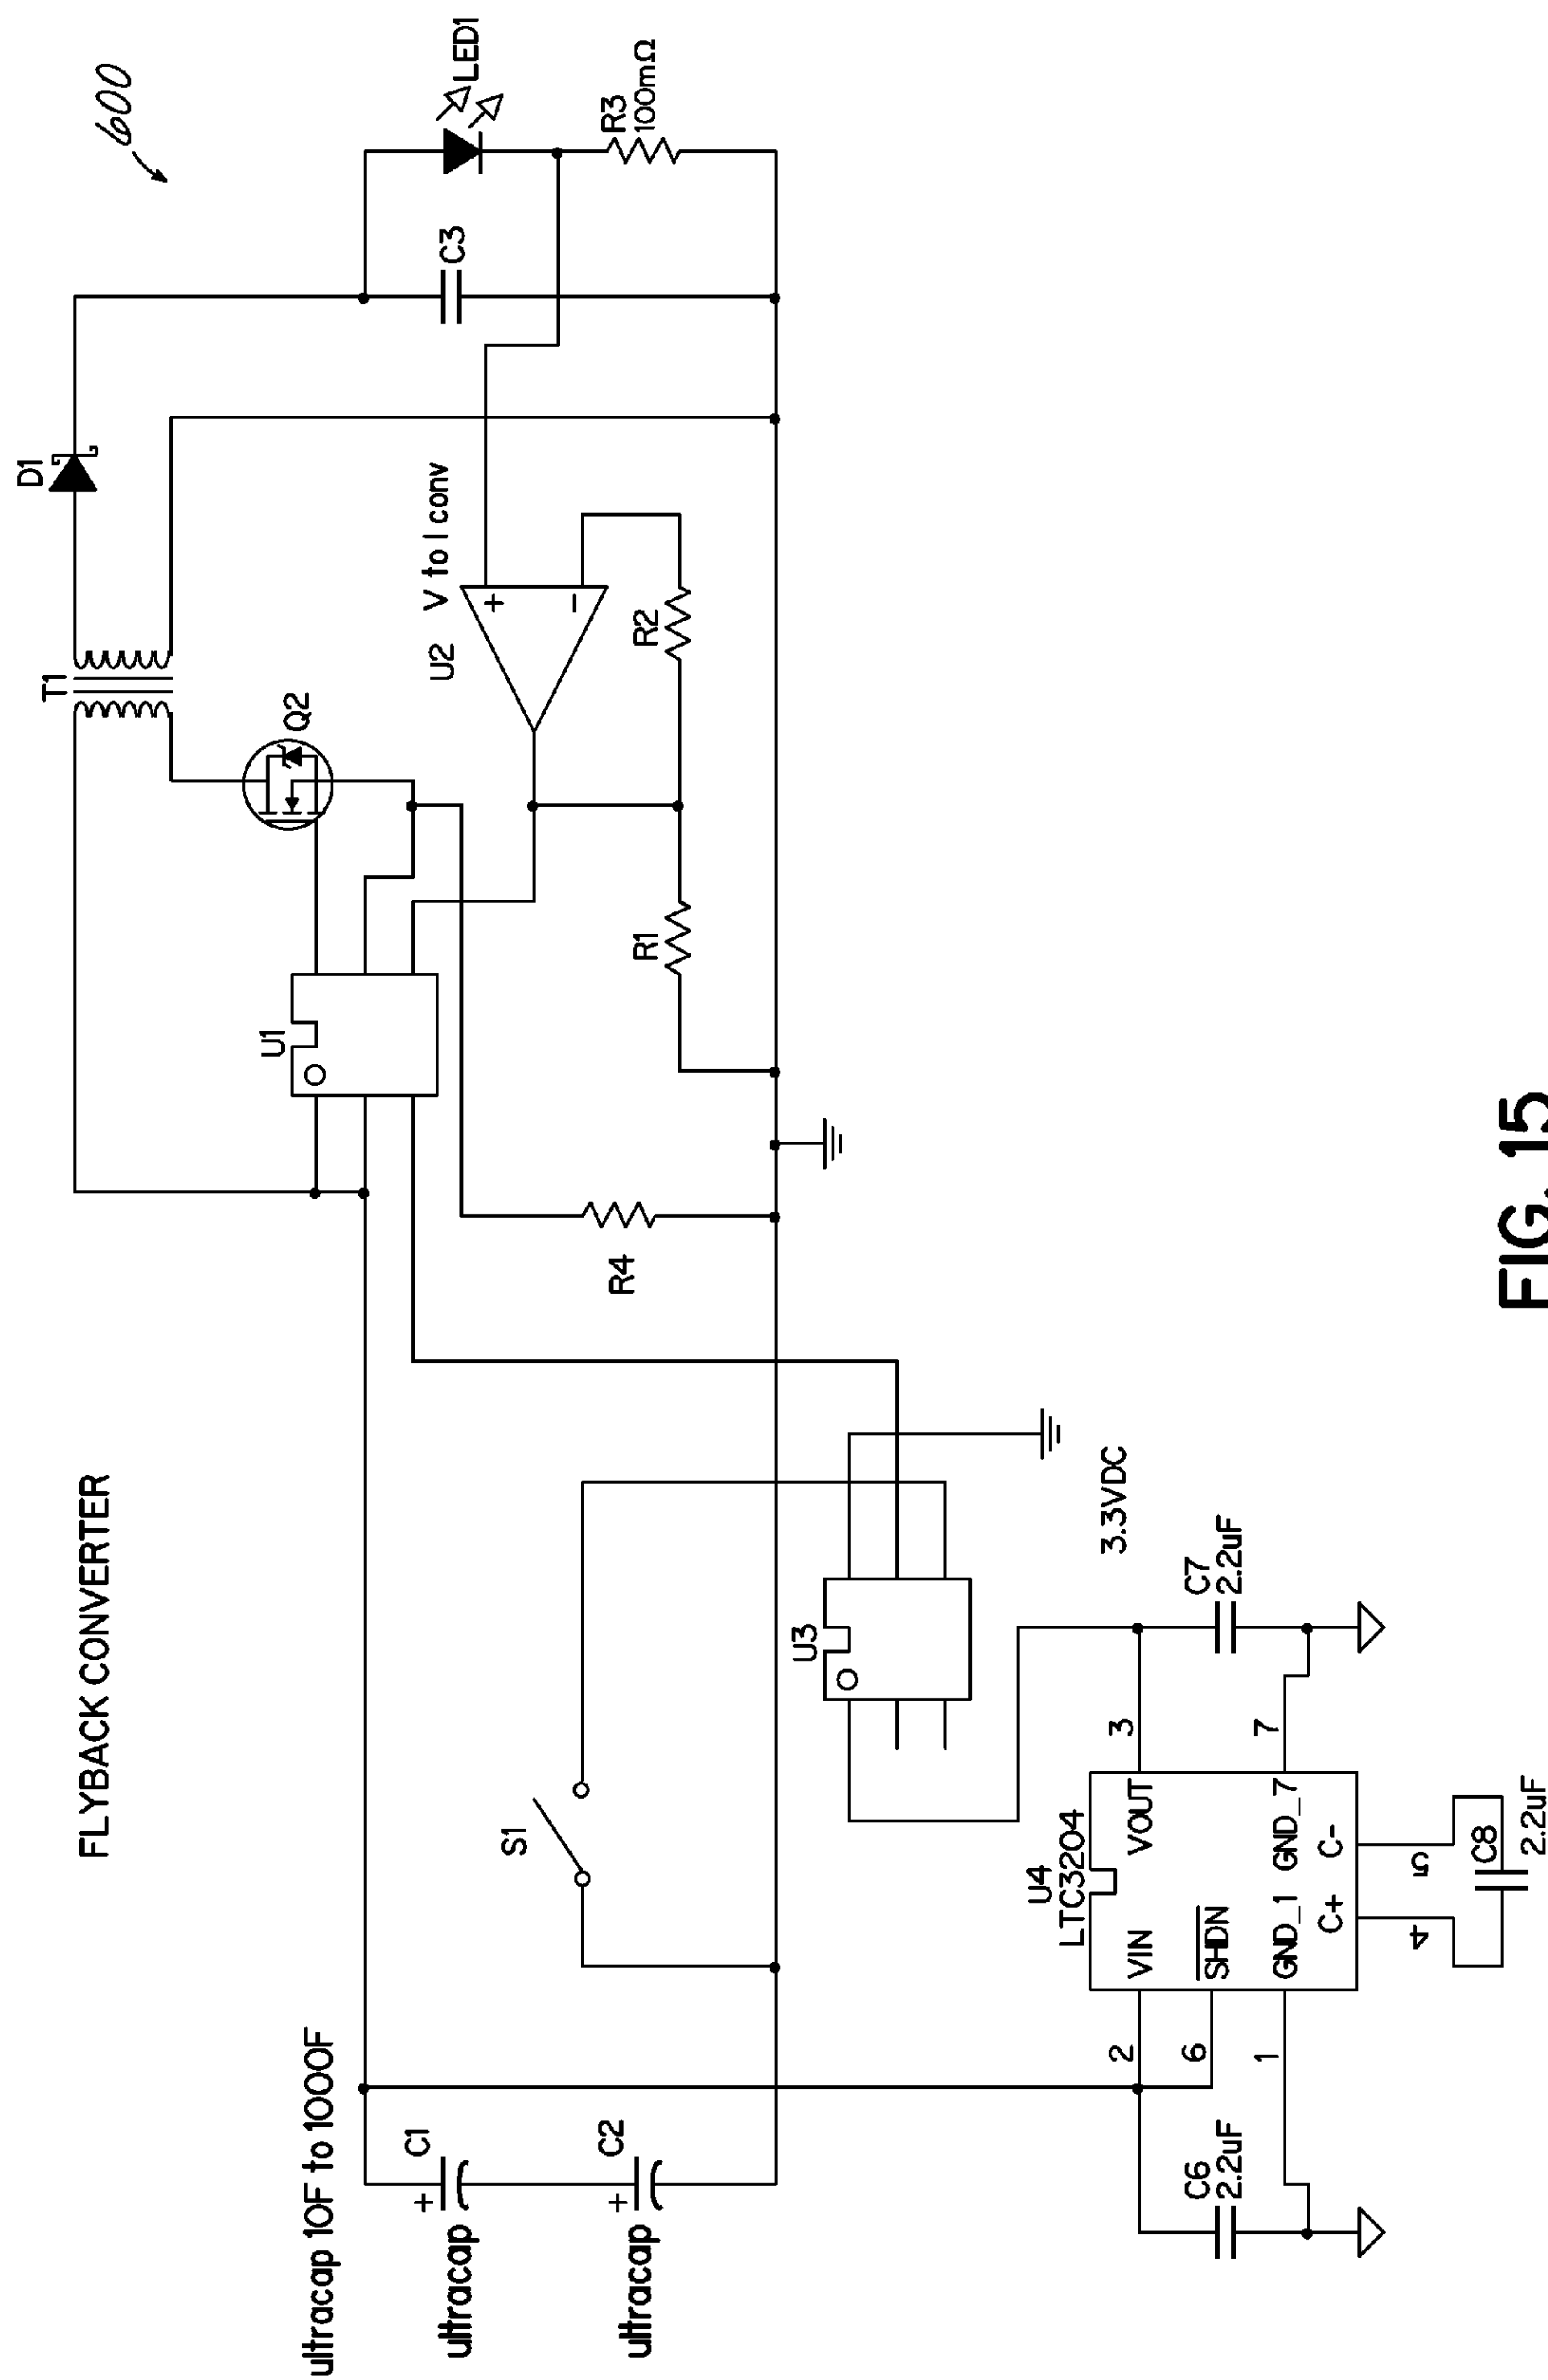 600
FLYBACK CONVERTER
T1
D1
ultracap 10F to 1000F
U1
Q2
C1
ultracap
+
U2
V to I conv
C3
LED1
S1
+
-
C2
ultracap
+
R4
R1
R2
R3
100mΩ
U3
U4
LTC3204
3.3VDC
2
VIN
VOUT
3
6
SHDN
C6
2.2uF
C7
2.2uF
1
GND_1
GND_7
7
C+
C-
4
5
C8
2.2uF
FIG. 15